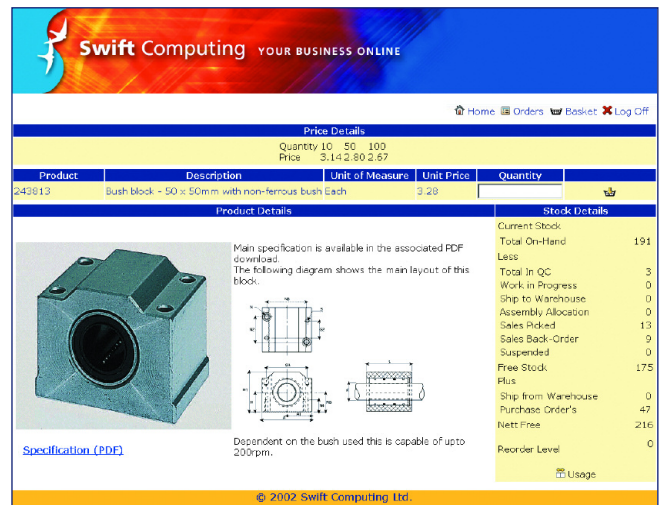 Swift Computing YOUR BUSINESS ONLINE
Home Orders Basket Log Off
Price Details
Quantity 10 50 100
Price 3.14 2.80 2.67
Product Description Unit of Measure Unit Price Quantity
243813 Bush block - 50 x 50mm with non-ferrous bush Each 3.28
Product Details
Main specification is available in the associated PDF
download.
The following diagram shows the main layout of this
block.
Dependent on the bush used this is capable of upto
200rpm.
Specification (PDF)
Stock Details
Current Stock
Total On-Hand 191
Less
Total In QC 3
Work in Progress 0
Ship to Warehouse 0
Assembly Allocation 0
Sales Picked 13
Sales Back-Order 9
Suspended 0
Free Stock 175
Plus
Ship from Warehouse 0
Purchase Order's 47
Nett Free 216
Reorder Level 0
Usage
© 2002 Swift Computing Ltd.